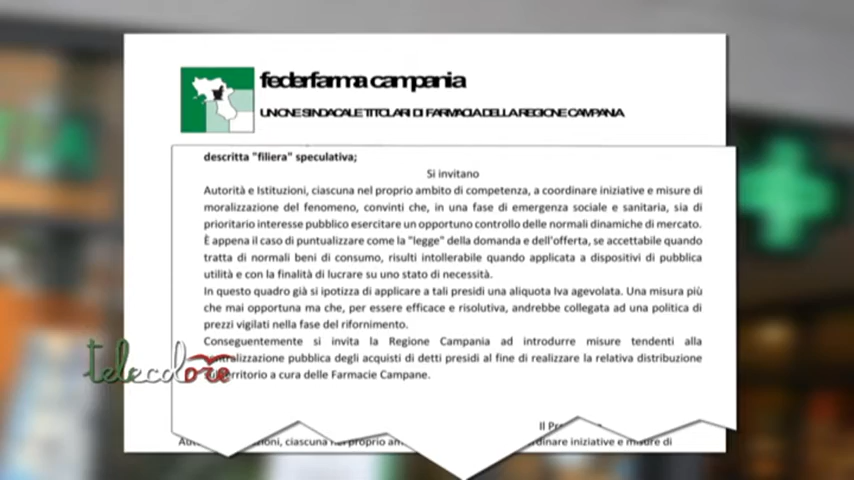 federfarma campania
UNIONE SINDACALE TITOLARI DI FARMACIA DELLA REGIONE CAMPANIA
descritta "filiera" speculativa;
Si invitano
Autorità e Istituzioni, ciascuna nel proprio ambito di competenza, a coordinare iniziative e misure di
moralizzazione del fenomeno, convinti che, in una fase di emergenza sociale e sanitaria, sia di
prioritario interesse pubblico esercitare un opportuno controllo delle normali dinamiche di mercato.
È appena il caso di puntualizzare come la "legge" della domanda e dell'offerta, se accettabile quando
tratta di normali beni di consumo, risulti intollerabile quando applicata a dispositivi di pubblica
utilità e con la finalità di lucrare su uno stato di necessità.
In questo quadro già si ipotizza di applicare a tali presidi una aliquota Iva agevolata. Una misura più
che mai opportuna ma che, per essere efficace e risolutiva, andrebbe collegata ad una politica di
prezzi vigilati nella fase del rifornimento.
Conseguentemente si invita la Regione Campania ad introdurre misure tendenti alla
centralizzazione pubblica degli acquisti di detti presidi al fine di realizzare la relativa distribuzione
territorio a cura delle Farmacie Campane.
telecolore
Il
ciascuna nel proprio iniziative e misure di